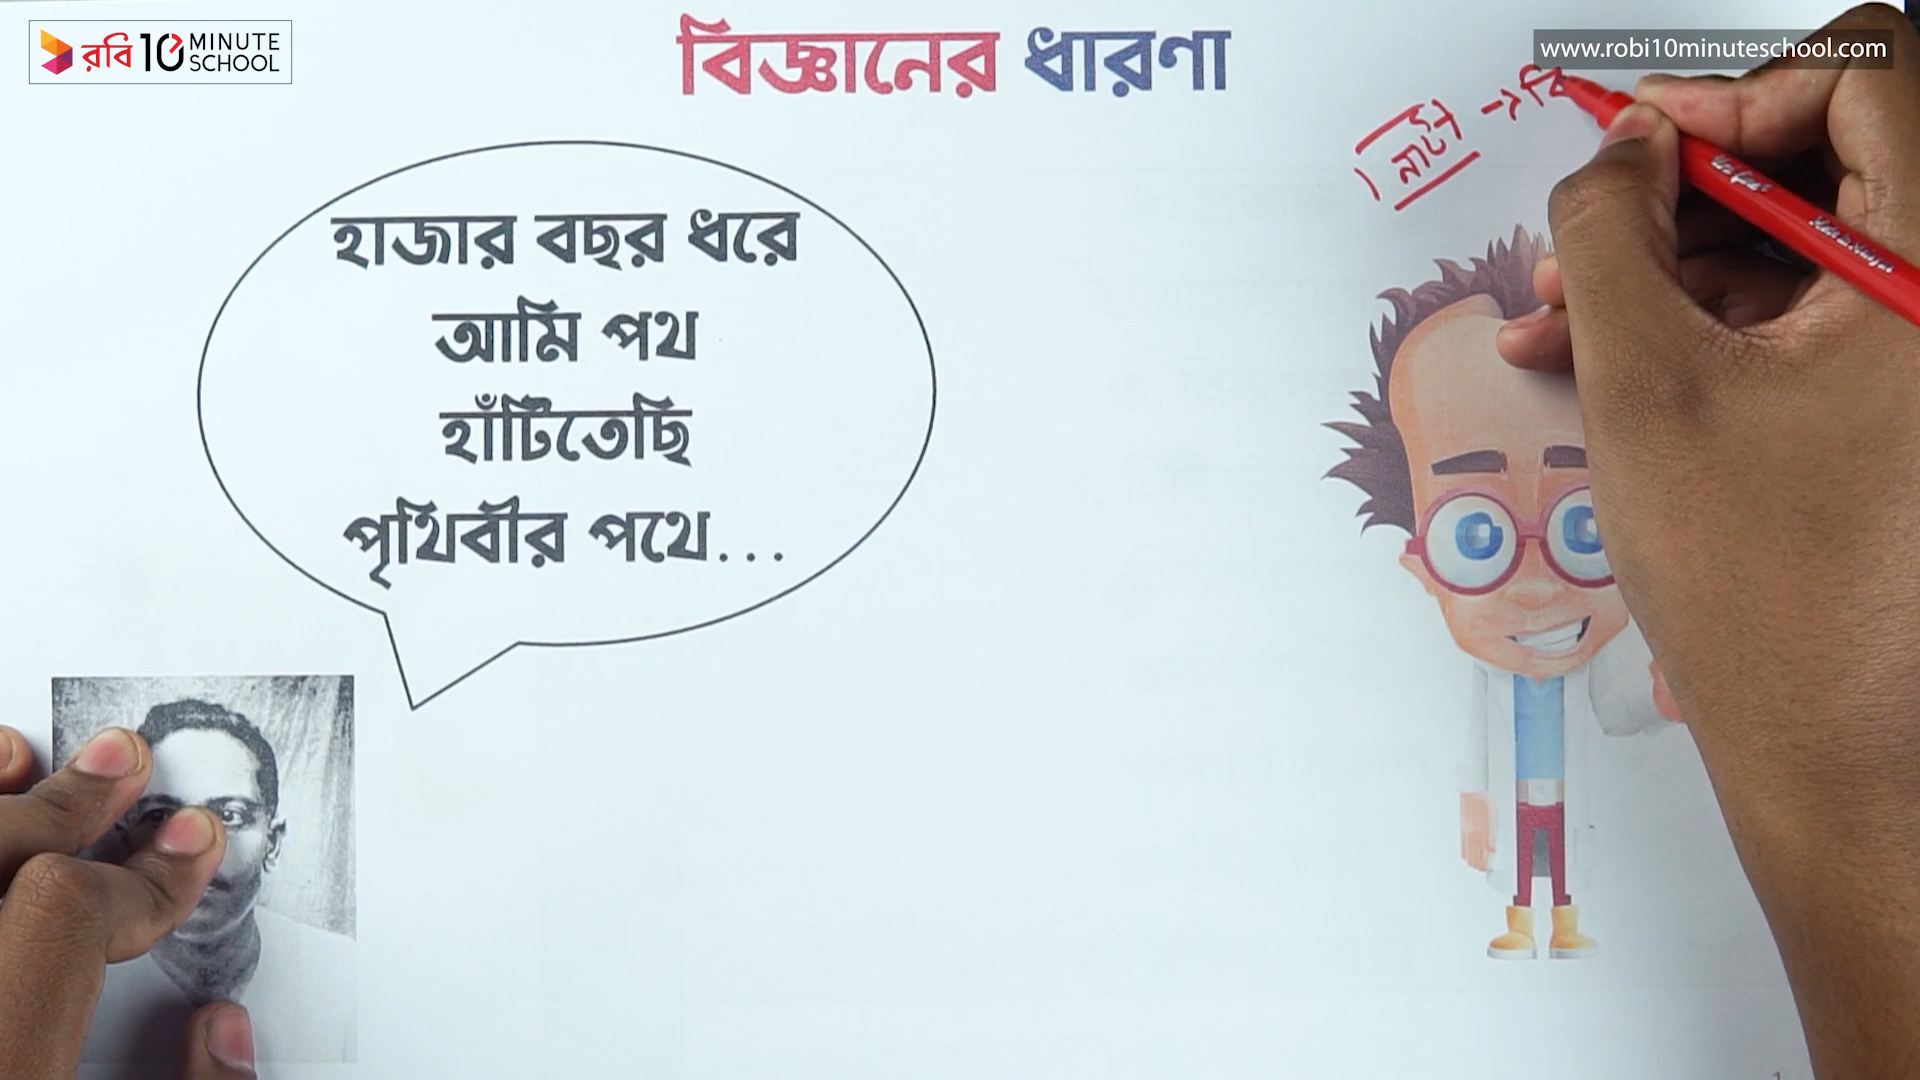 রবি 10 MINUTE SCHOOL
বিজ্ঞানের ধারণা
www.robi10minuteschool.com
হাজার বছর ধরে
আমি পথ
হাঁটিতেছি
পৃথিবীর পথে...